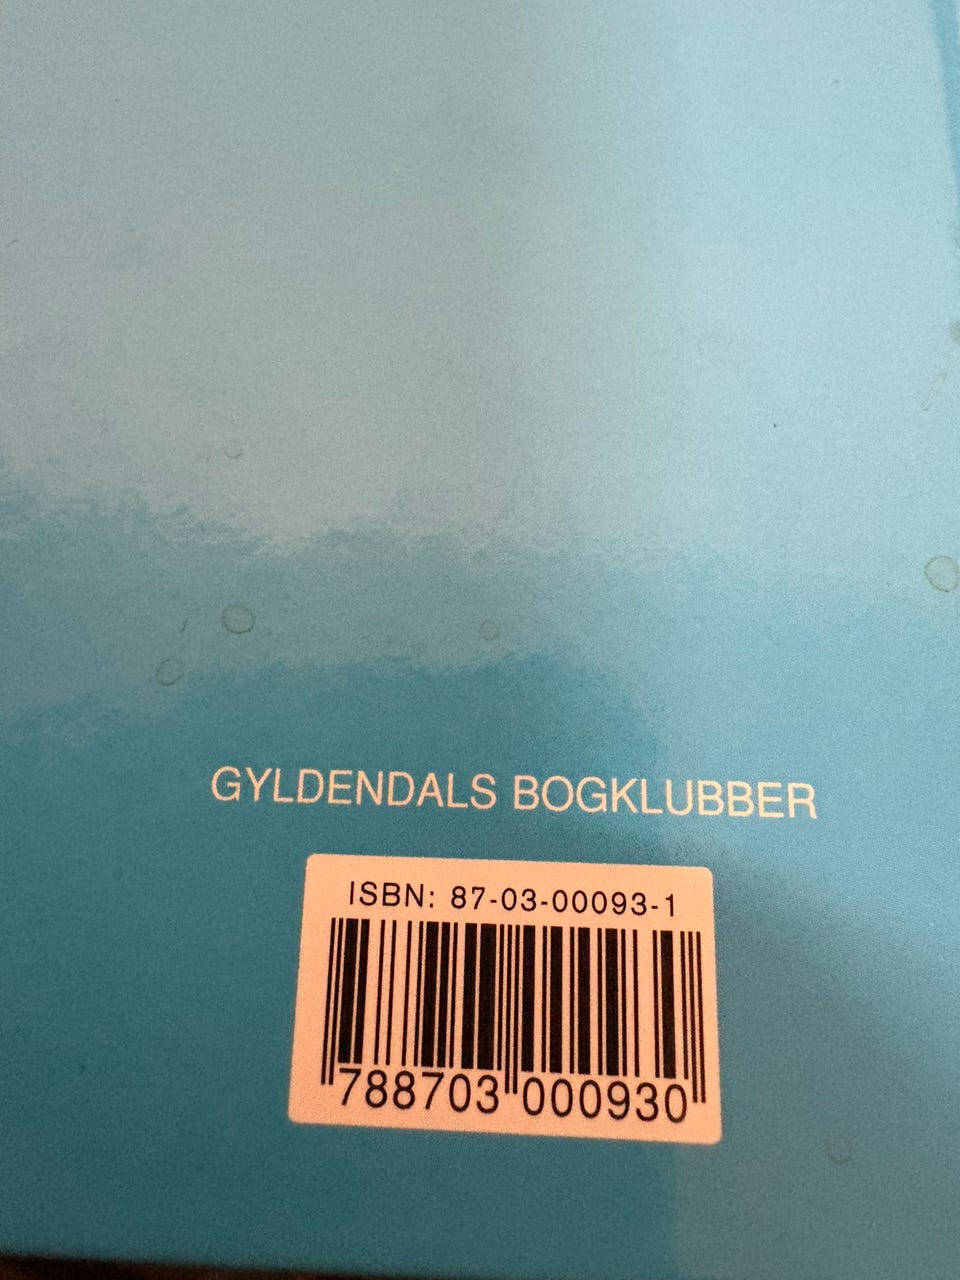 GYLDENDALS BOGKLUBBER
ISBN: 87-03-00093-1
788703 000930